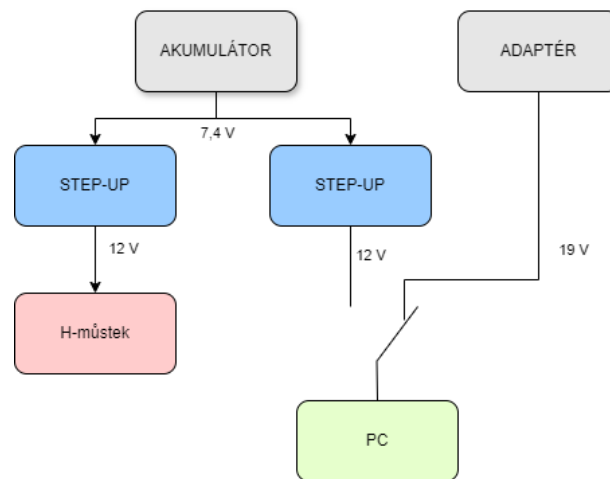 AKUMULÁTOR
ADAPTÉR
7,4 V
STEP-UP
STEP-UP
12 V
12 V
19 V
H-můstek
PC